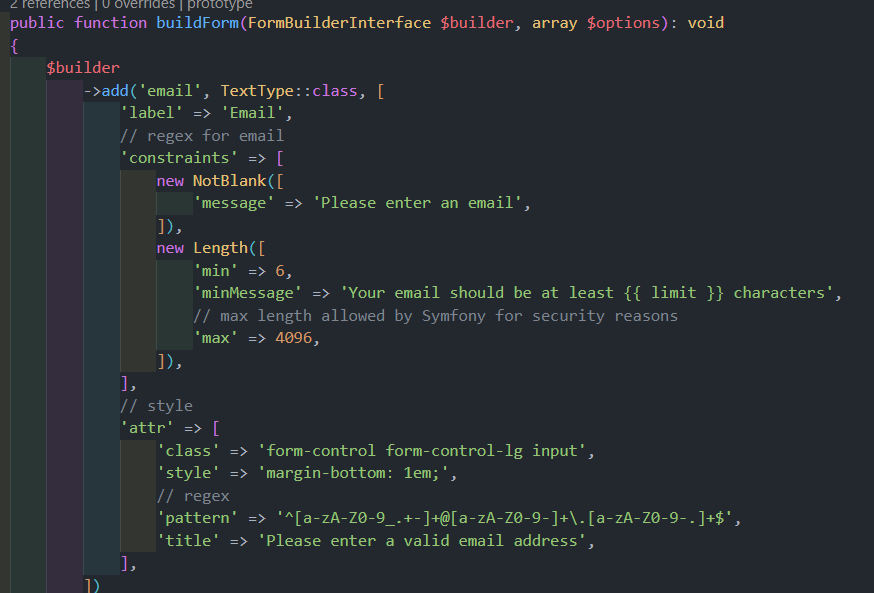 2 references | 0 overrides | prototype
public function buildForm(FormBuilderInterface $builder, array $options): void
{
$builder
->add('email', TextType::class, [
'label' => 'Email',
// regex for email
'constraints' => [
new NotBlank([
'message' => 'Please enter an email',
]),
new Length([
'min' => 6,
'minMessage' => 'Your email should be at least {{ limit }} characters',
// max length allowed by Symfony for security reasons
'max' => 4096,
]),
],
// style
'attr' => [
'class' => 'form-control form-control-lg input',
'style' => 'margin-bottom: 1em;',
// regex
'pattern' => '^[a-zA-Z0-9_.+-]+@[a-zA-Z0-9-]+\.[a-zA-Z0-9-.]+$',
'title' => 'Please enter a valid email address',
],
])